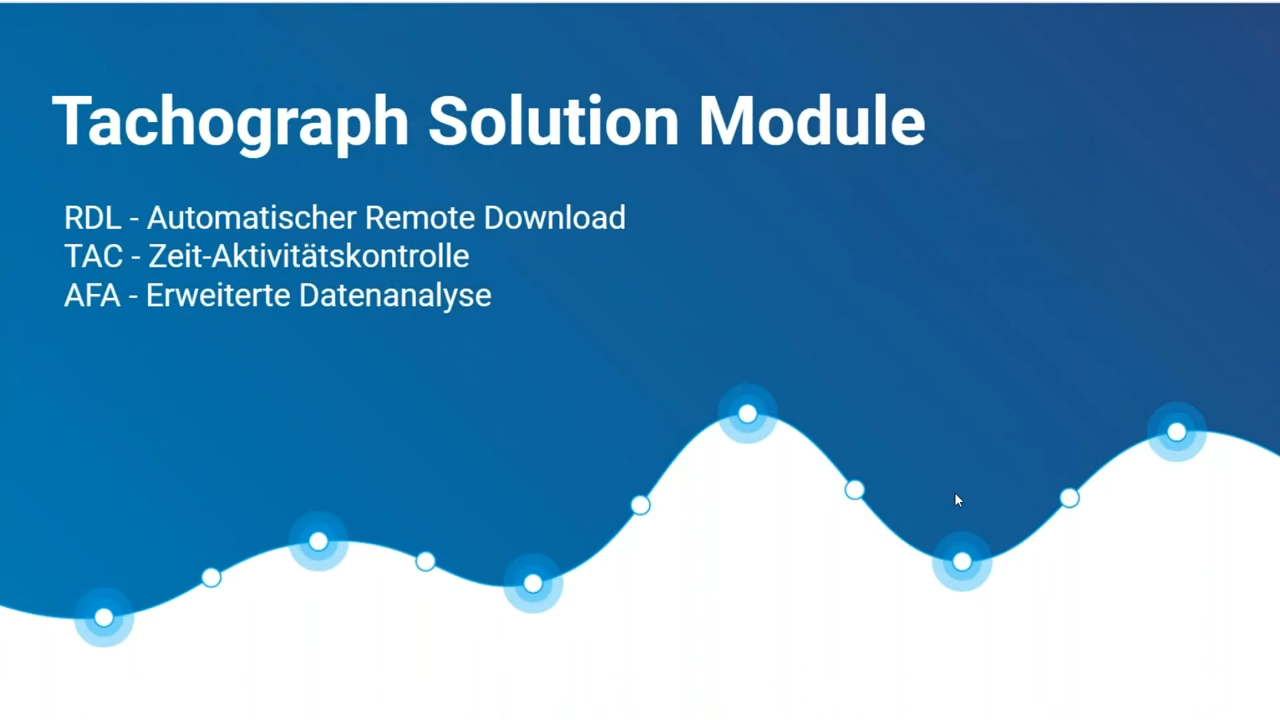 Tachograph Solution Module
RDL - Automatischer Remote Download
TAC - Zeit-Aktivitätskontrolle
AFA - Erweiterte Datenanalyse